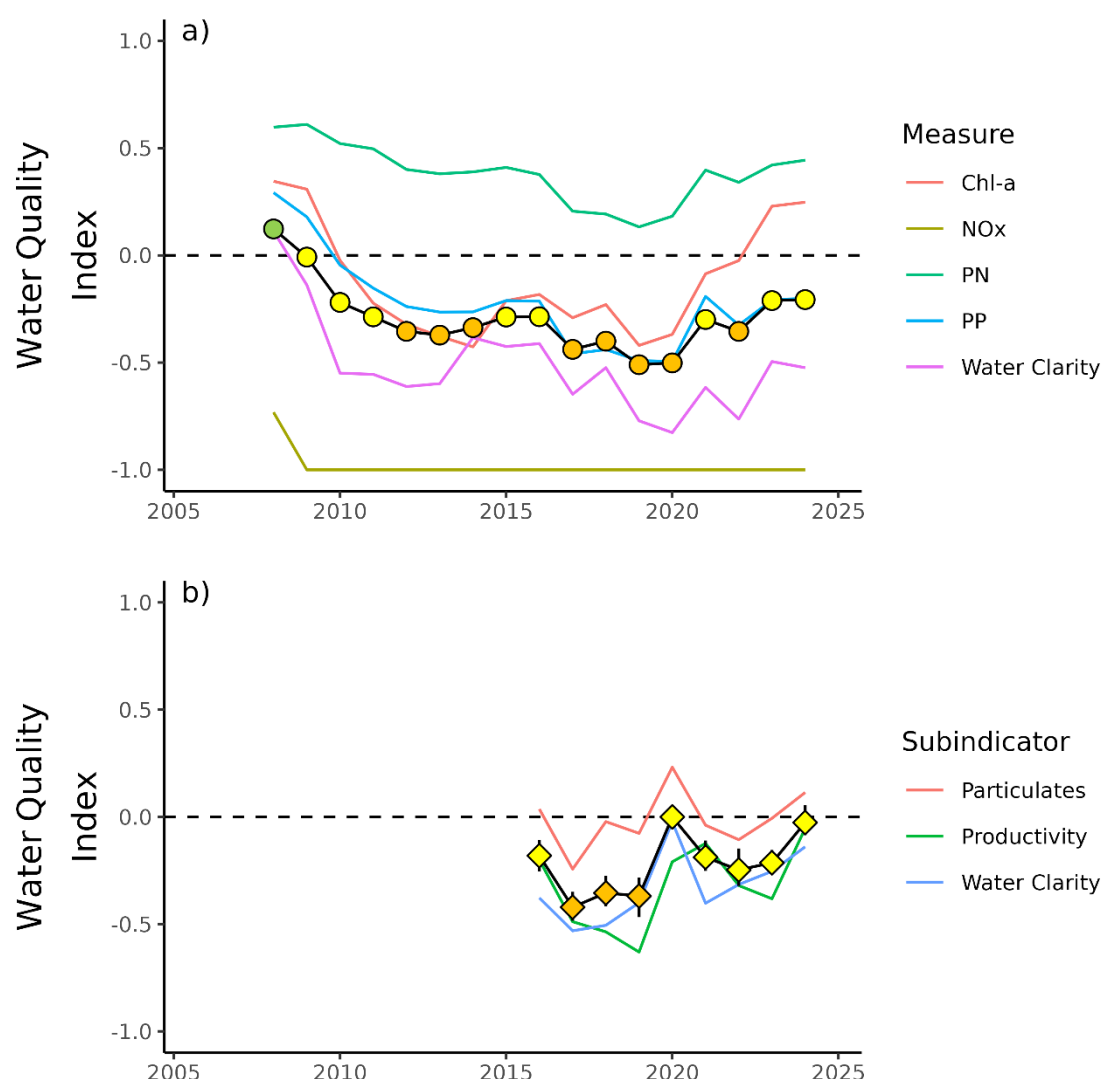 a)
Water Quality
Index
1.0
0.5
0.0
-0.5
-1.0
2005 2010 2015 2020 2025
Measure
Chl-a
NOx
PN
PP
Water Clarity
b)
Water Quality
Index
1.0
0.5
0.0
-0.5
-1.0
2005 2010 2015 2020 2025
Subindicator
Particulates
Productivity
Water Clarity